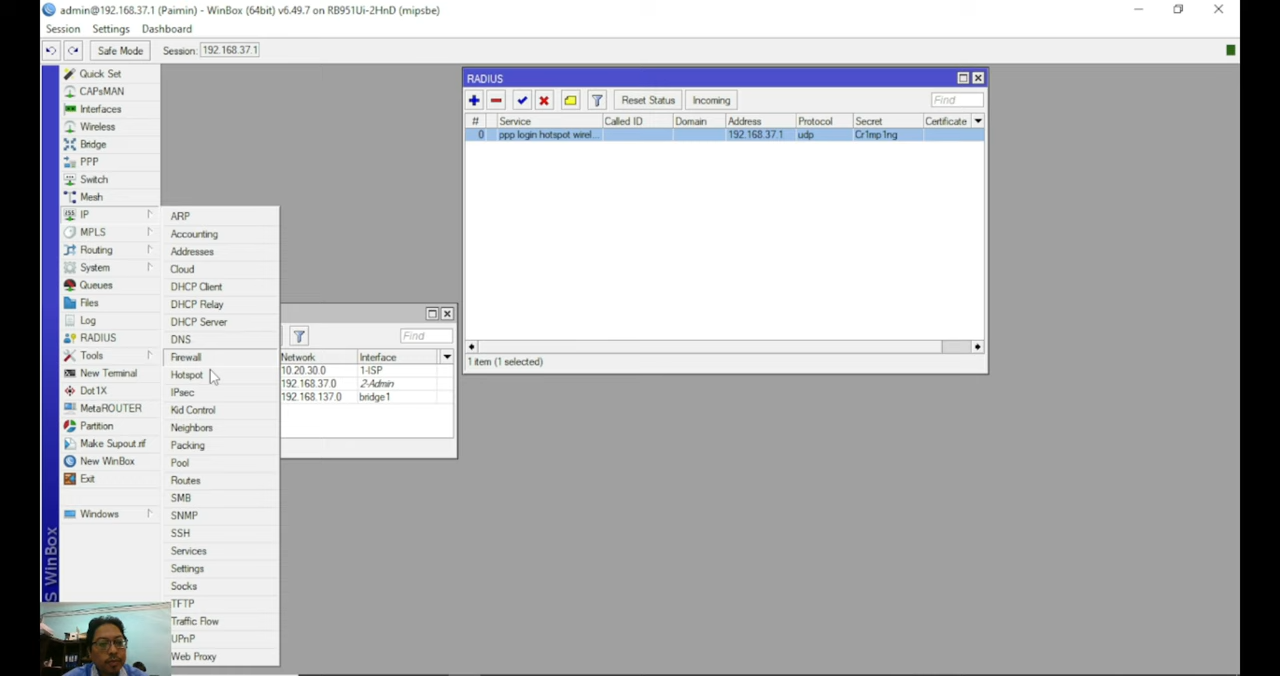 admin@192.168.37.1 (Paimin) - WinBox (64bit) v6.49.7 on RB951Ui-2HnD (mipsbe)
Session Settings Dashboard
Safe Mode Session: 192.168.37.1
Quick Set
CAPsMAN
Interfaces
Wireless
Bridge
PPP
Switch
Mesh
IP
MPLS
Routing
System
Queues
Files
Log
RADIUS
Tools
New Terminal
Dot1X
MetaROUTER
Partition
Make Supout.rif
New WinBox
Exit
Windows
S WinBox
ARP
Accounting
Addresses
Cloud
DHCP Client
DHCP Relay
DHCP Server
DNS
Firewall
Hotspot
IPsec
Kid Control
Neighbors
Packing
Pool
Routes
SMB
SNMP
SSH
Services
Settings
Socks
TFTP
Traffic Flow
UPnP
Web Proxy
Find
Network Interface
10.20.30.0 1-ISP
192.168.37.0 2-Admin
192.168.137.0 bridge1
RADIUS
Reset Status Incoming Find
# Service Called ID Domain Address Protocol Secret Certificate
0 ppp login hotspot wirel... 192.168.37.1 udp Cr1mp1ng
1 item (1 selected)